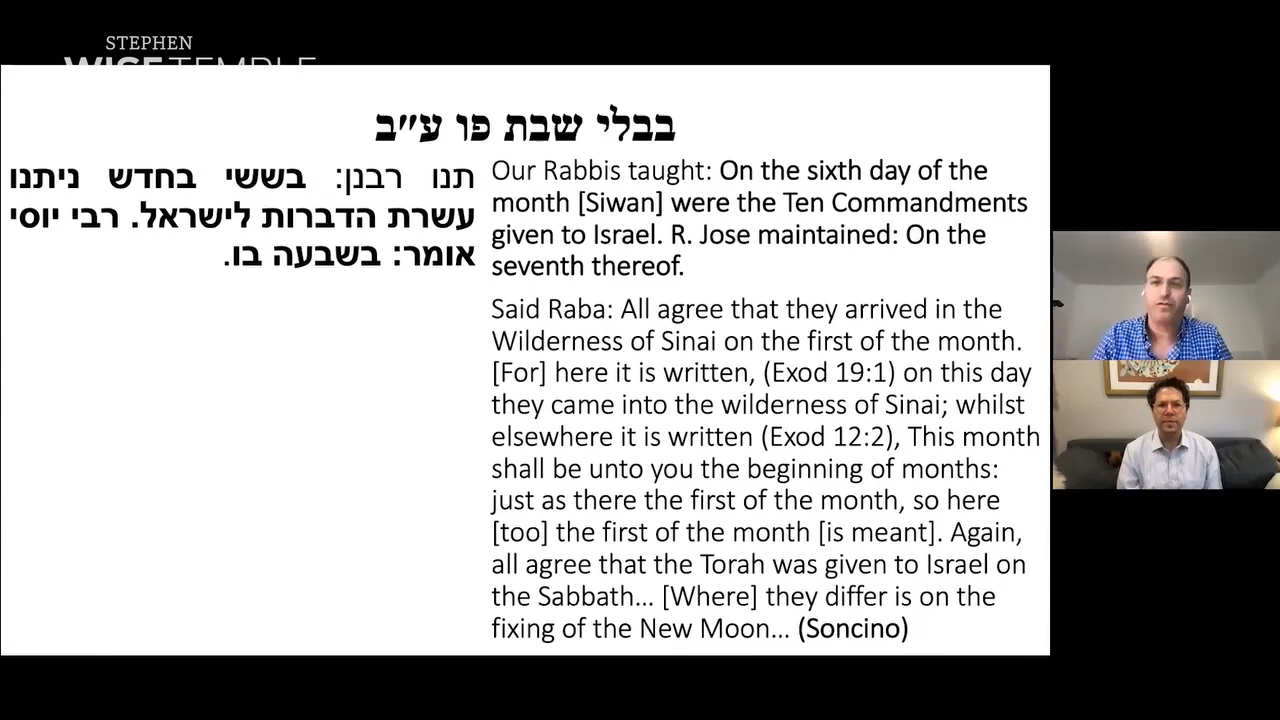 STEPHEN
WISE TEMPLE
בבלי שבת פו ע"ב
תנו רבנן: בששי בחדש ניתנו
עשרת הדברות לישראל. רבי יוסי
אומר: בשבעה בו.
Our Rabbis taught: On the sixth day of the
month [Siwan] were the Ten Commandments
given to Israel. R. Jose maintained: On the
seventh thereof.
Said Raba: All agree that they arrived in the
Wilderness of Sinai on the first of the month.
[For] here it is written, (Exod 19:1) on this day
they came into the wilderness of Sinai; whilst
elsewhere it is written (Exod 12:2), This month
shall be unto you the beginning of months:
just as there the first of the month, so here
[too] the first of the month [is meant]. Again,
all agree that the Torah was given to Israel on
the Sabbath... [Where] they differ is on the
fixing of the New Moon... (Soncino)